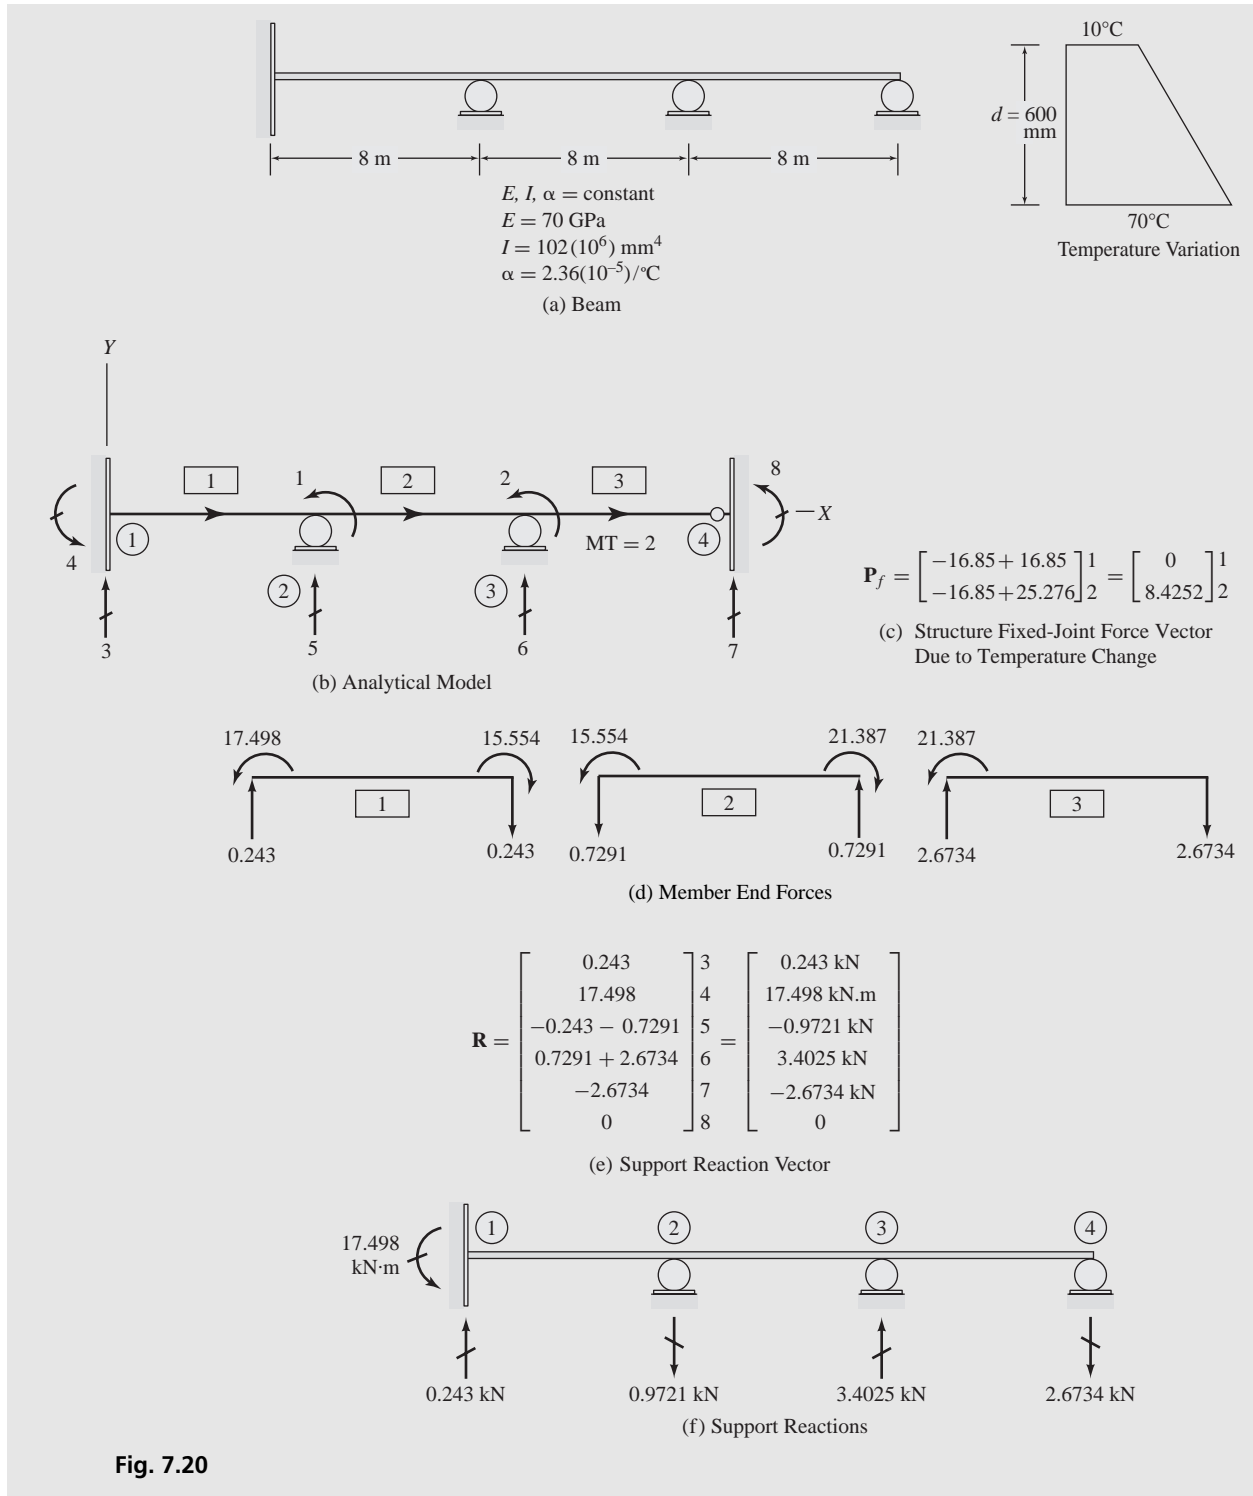 10°C
d = 600
mm
8 m 8 m 8 m
E, I, α = constant
E = 70 GPa
I = 102(10⁶) mm⁴
α = 2.36(10⁻⁵)/°C
(a) Beam
70°C
Temperature Variation
Y
1 1 2 2 3 8
X
4 1 MT = 2 4
2 3
3 5 6 7
(b) Analytical Model
P_f = [−16.85 + 16.85] 1 = [0] 1
[−16.85 + 25.276] 2 [8.4252] 2
(c) Structure Fixed-Joint Force Vector
Due to Temperature Change
17.498 15.554 15.554 21.387 21.387
1 2 3
0.243 0.243 0.7291 0.7291 2.6734 2.6734
(d) Member End Forces
0.243 3 0.243 kN
17.498 4 17.498 kN.m
−0.243 − 0.7291 5 −0.9721 kN
R = 0.7291 + 2.6734 6 = 3.4025 kN
−2.6734 7 −2.6734 kN
0 8 0
(e) Support Reaction Vector
1 2 3 4
17.498
kN·m
0.243 kN 0.9721 kN 3.4025 kN 2.6734 kN
(f) Support Reactions
Fig. 7.20